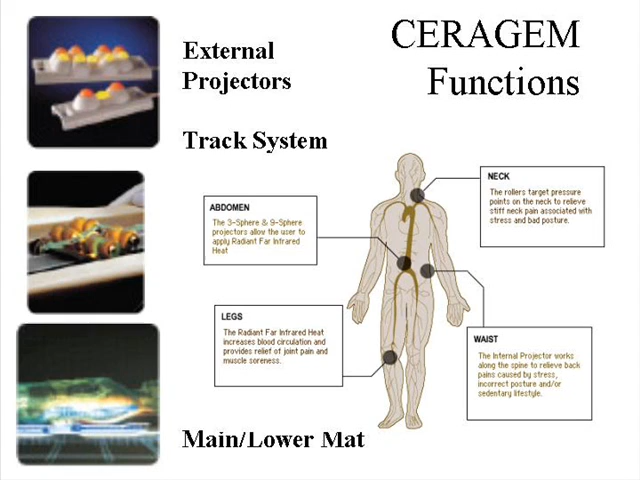 CERAGEM
Functions
External
Projectors
Track System
NECK
The rollers target pressure
points on the neck to relieve
stiff neck pain associated with
stress and bad posture.
ABDOMEN
The 3-Sphere & 9-Sphere
projectors allow the user to
apply Radiant Far Infrared
Heat
LEGS
The Radiant Far Infrared Heat
increases blood circulation and
provides relief of joint pain and
muscle soreness.
WAIST
The Internal Projector works
along the spine to relieve back
pains caused by stress,
incorrect posture and/or
sedentary lifestyle.
Main/Lower Mat